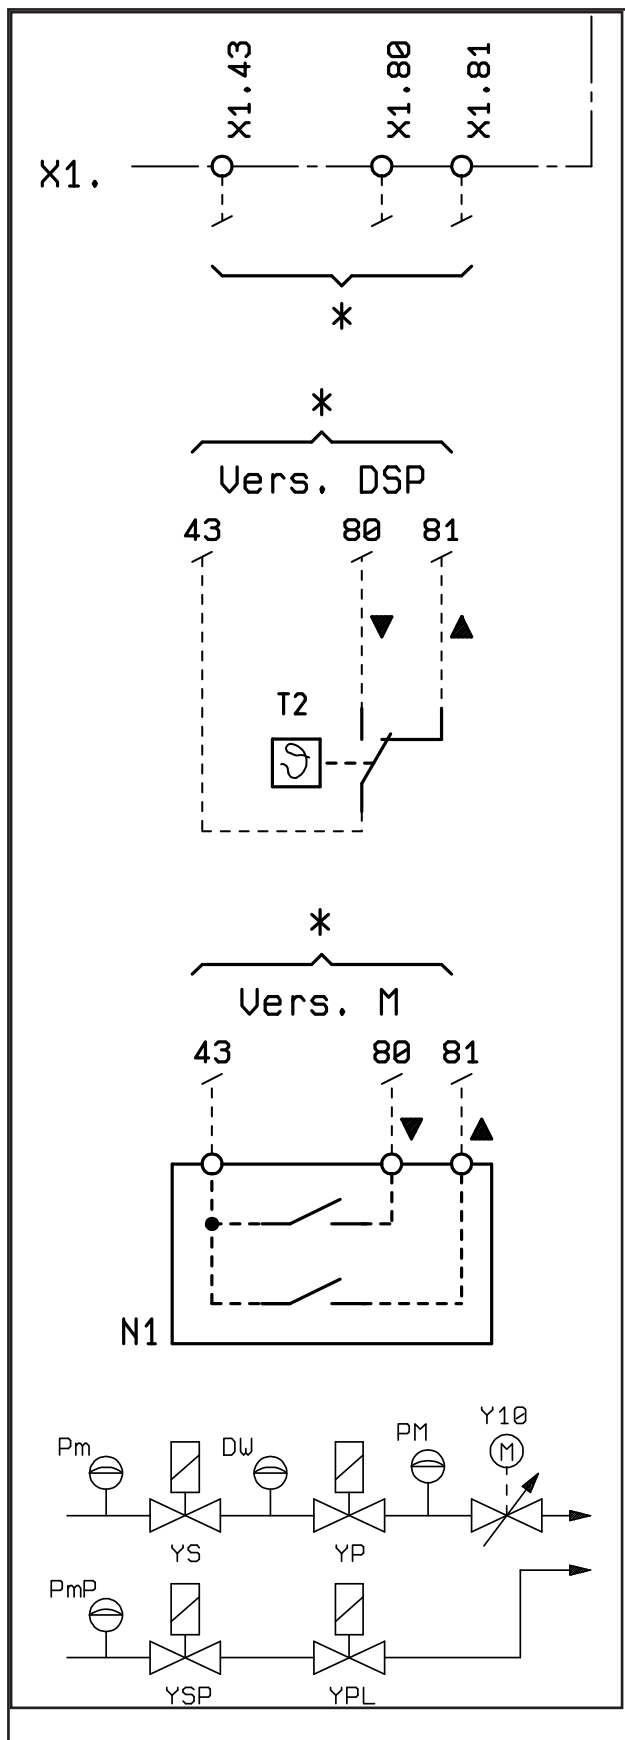 X1.43 X1.80 X1.81
X1.
*
*
Vers. DSP
43 80 81
T2
*
Vers. M
43 80 81
N1
Pm DW PM Y10
M
YS YP
PmP
YSP YPL